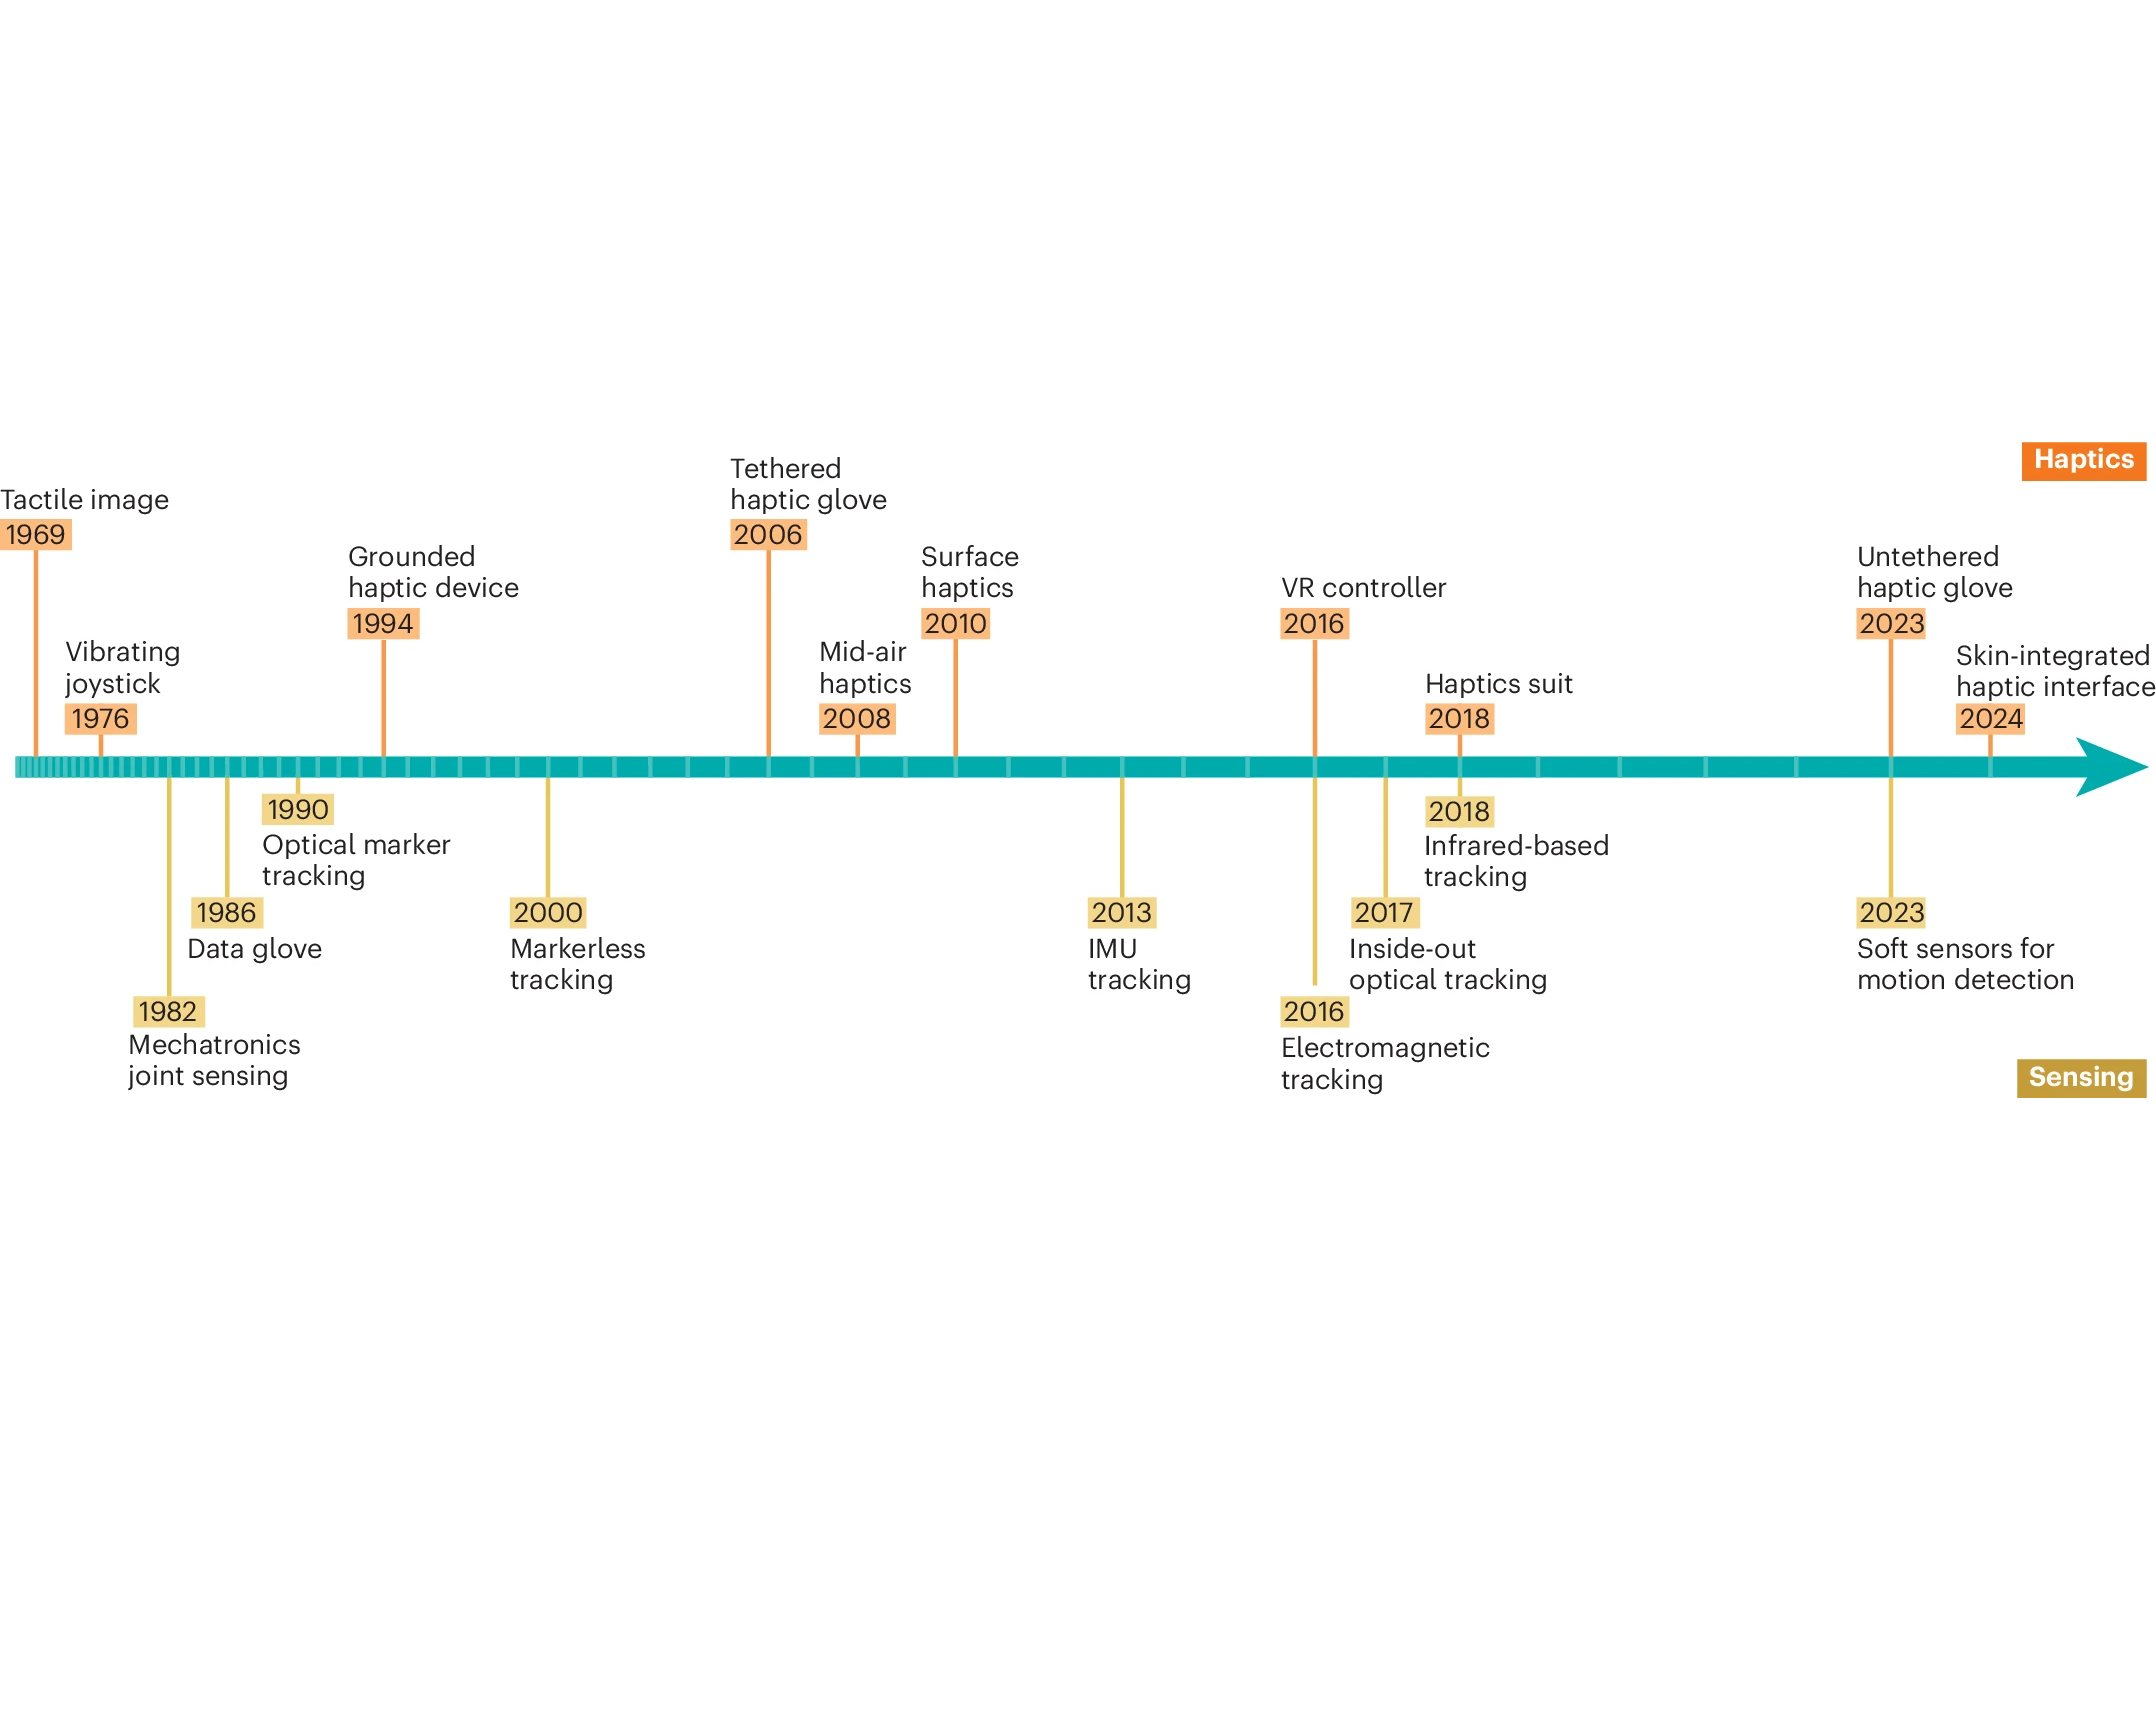 Haptics
Tactile image
1969
Vibrating
joystick
1976
Grounded
haptic device
1994
Tethered
haptic glove
2006
Mid-air
haptics
2008
Surface
haptics
2010
VR controller
2016
Haptics suit
2018
Untethered
haptic glove
2023
Skin-integrated
haptic interface
2024
1982
Mechatronics
joint sensing
1986
Data glove
1990
Optical marker
tracking
2000
Markerless
tracking
2013
IMU
tracking
2016
Electromagnetic
tracking
2017
Inside-out
optical tracking
2018
Infrared-based
tracking
2023
Soft sensors for
motion detection
Sensing